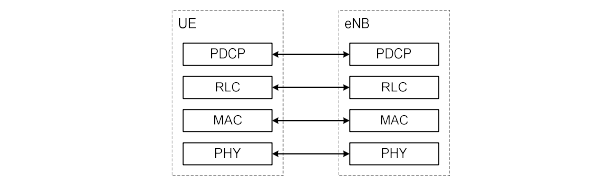 UE eNB
PDCP PDCP
RLC RLC
MAC MAC
PHY PHY